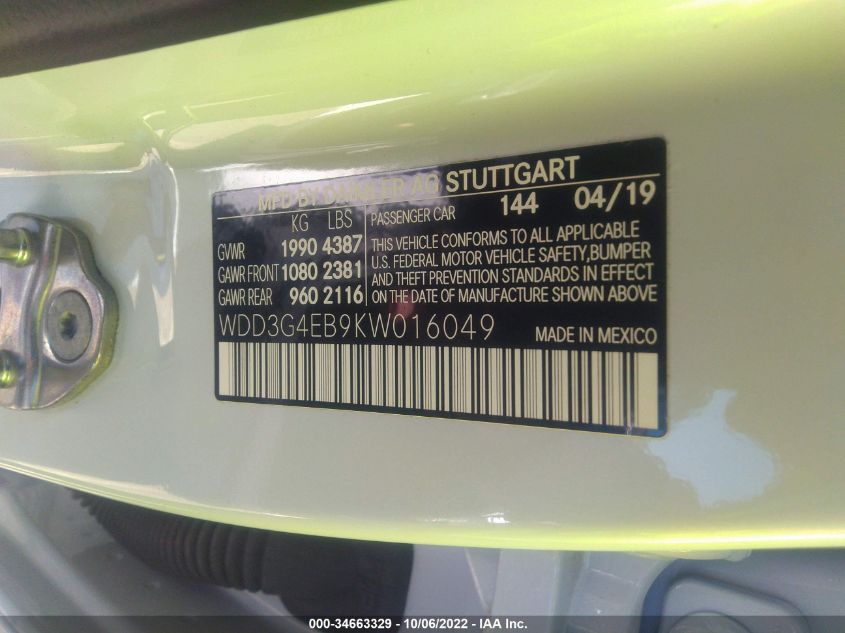 MFD BY DAIMLER AG STUTTGART
KG LBS
GVWR 1990 4387
GAWR FRONT 1080 2381
GAWR REAR 960 2116
PASSENGER CAR 144 04/19
THIS VEHICLE CONFORMS TO ALL APPLICABLE
U.S. FEDERAL MOTOR VEHICLE SAFETY,BUMPER
AND THEFT PREVENTION STANDARDS IN EFFECT
ON THE DATE OF MANUFACTURE SHOWN ABOVE
WDD3G4EB9KW016049 MADE IN MEXICO
000-34663329 - 10/06/2022 - IAA Inc.